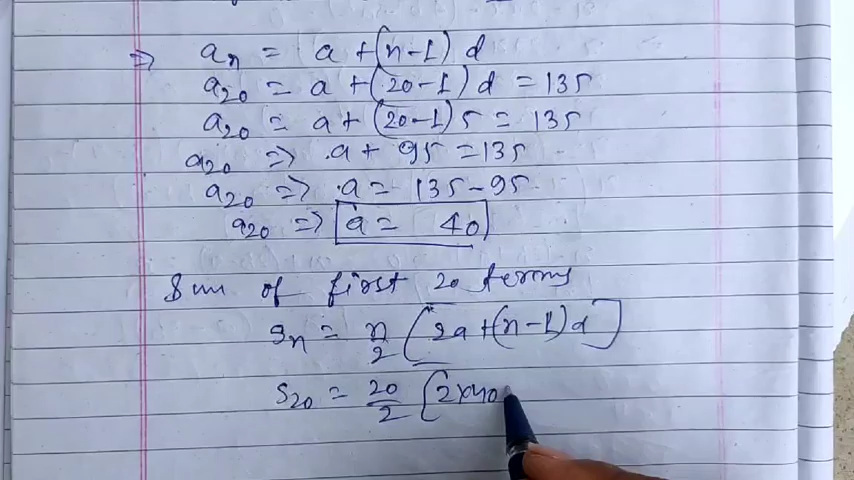 ⇒ aₙ = a + (n-1) d
a₂₀ = a + (20-1) d = 135
a₂₀ = a + (20-1) 5 = 135
a₂₀ ⇒ a + 95 = 135
a₂₀ ⇒ a = 135 - 95
a₂₀ ⇒ a = 40
Sum of first 20 terms
Sₙ = n/2 [2a + (n-1)d]
S₂₀ = 20/2 [2×40